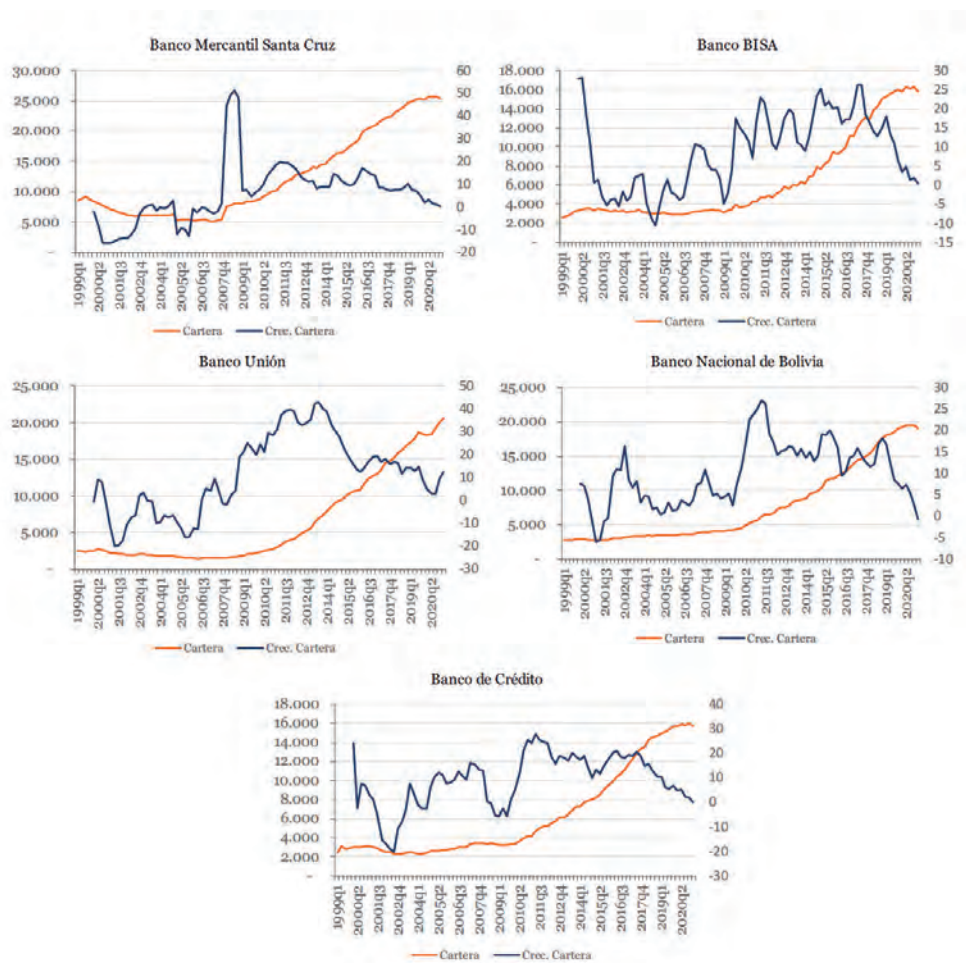 Banco Mercantil Santa Cruz
30.000
25.000
20.000
15.000
10.000
5.000
-
60
50
40
30
20
10
0
-10
-20
1999q1
2000q2
2001q3
2002q4
2004q1
2005q2
2006q3
2007q4
2009q1
2010q2
2011q3
2012q4
2014q1
2015q2
2016q3
2017q4
2019q1
2020q2
Cartera
Crec. Cartera
Banco BISA
18.000
16.000
14.000
12.000
10.000
8.000
6.000
4.000
2.000
-
30
25
20
15
10
5
0
-5
-10
-15
1999q1
2000q2
2001q3
2002q4
2004q1
2005q2
2006q3
2007q4
2009q1
2010q2
2011q3
2012q4
2014q1
2015q2
2016q3
2017q4
2019q1
2020q2
Cartera
Crec. Cartera
Banco Unión
25.000
20.000
15.000
10.000
5.000
-
50
40
30
20
10
0
-10
-20
-30
1999q1
2000q2
2001q3
2002q4
2004q1
2005q2
2006q3
2007q4
2009q1
2010q2
2011q3
2012q4
2014q1
2015q2
2016q3
2017q4
2019q1
2020q2
Cartera
Crec. Cartera
Banco Nacional de Bolivia
25.000
20.000
15.000
10.000
5.000
-
30
25
20
15
10
5
0
-5
-10
1999q1
2000q2
2001q3
2002q4
2004q1
2005q2
2006q3
2007q4
2009q1
2010q2
2011q3
2012q4
2014q1
2015q2
2016q3
2017q4
2019q1
2020q2
Cartera
Crec. Cartera
Banco de Crédito
18.000
16.000
14.000
12.000
10.000
8.000
6.000
4.000
2.000
-
40
30
20
10
0
-10
-20
-30
1999q1
2000q2
2001q3
2002q4
2004q1
2005q2
2006q3
2007q4
2009q1
2010q2
2011q3
2012q4
2014q1
2015q2
2016q3
2017q4
2019q1
2020q2
Cartera
Crec. Cartera